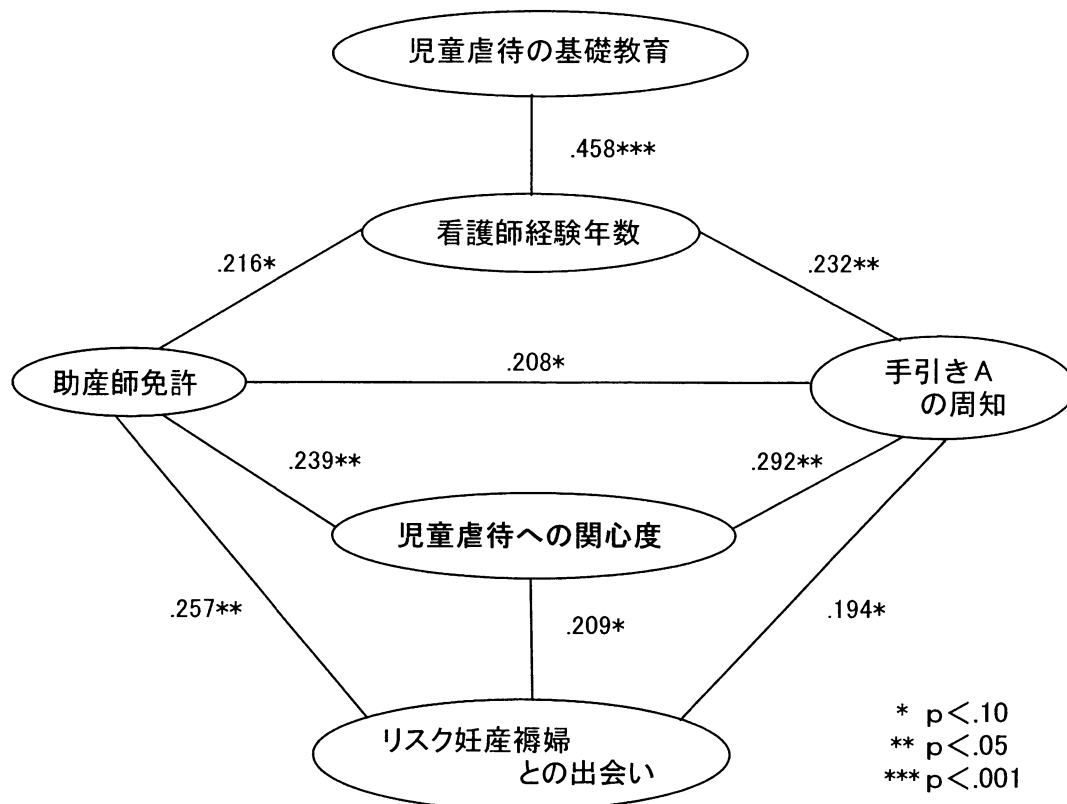 児童虐待の基礎教育
.458***
看護師経験年数
.216*
.232**
.208*
助産師免許
手引きA
の周知
.239**
.292**
児童虐待への関心度
.257**
.209*
.194*
リスク妊産褥婦
との出会い
* p<.10
** p<.05
*** p<.001